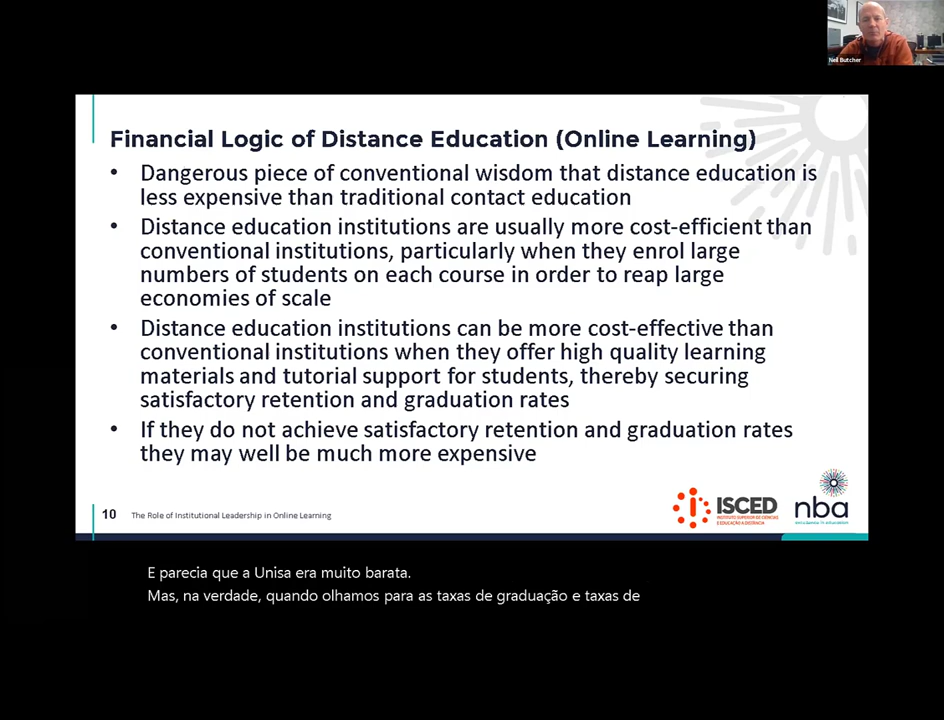 Neil Butcher
Financial Logic of Distance Education (Online Learning)
• Dangerous piece of conventional wisdom that distance education is
less expensive than traditional contact education
• Distance education institutions are usually more cost-efficient than
conventional institutions, particularly when they enrol large
numbers of students on each course in order to reap large
economies of scale
• Distance education institutions can be more cost-effective than
conventional institutions when they offer high quality learning
materials and tutorial support for students, thereby securing
satisfactory retention and graduation rates
• If they do not achieve satisfactory retention and graduation rates
they may well be much more expensive
10 The Role of Institutional Leadership in Online Learning
ISCED
INSTITUTO SUPERIOR DE CIÊNCIAS
E EDUCAÇÃO A DISTÂNCIA
nba
E parecia que a Unisa era muito barata.
Mas, na verdade, quando olhamos para as taxas de graduação e taxas de